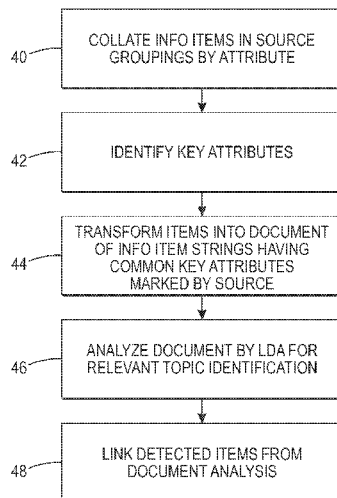 40
COLLATE INFO ITEMS IN SOURCE
GROUPINGS BY ATTRIBUTE
42
IDENTIFY KEY ATTRIBUTES
44
TRANSFORM ITEMS INTO DOCUMENT
OF INFO ITEM STRINGS HAVING
COMMON KEY ATTRIBUTES
MARKED BY SOURCE
46
ANALYZE DOCUMENT BY LDA FOR
RELEVANT TOPIC IDENTIFICATION
48
LINK DETECTED ITEMS FROM
DOCUMENT ANALYSIS